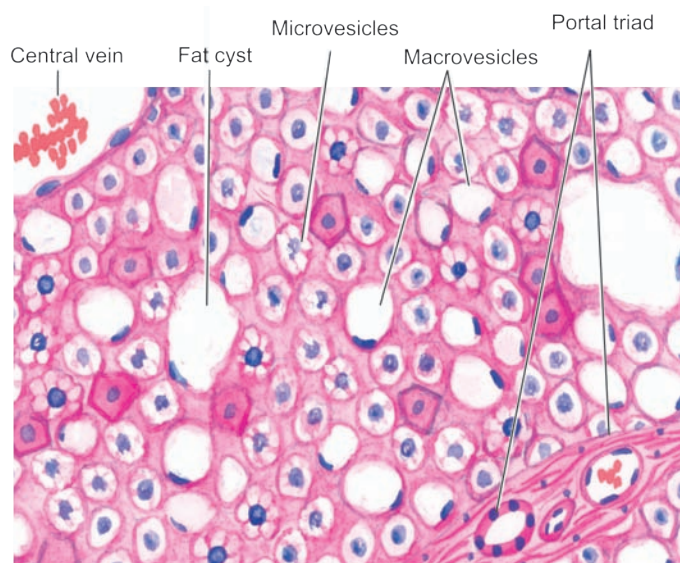 Central vein
Fat cyst
Microvesicles
Macrovesicles
Portal triad